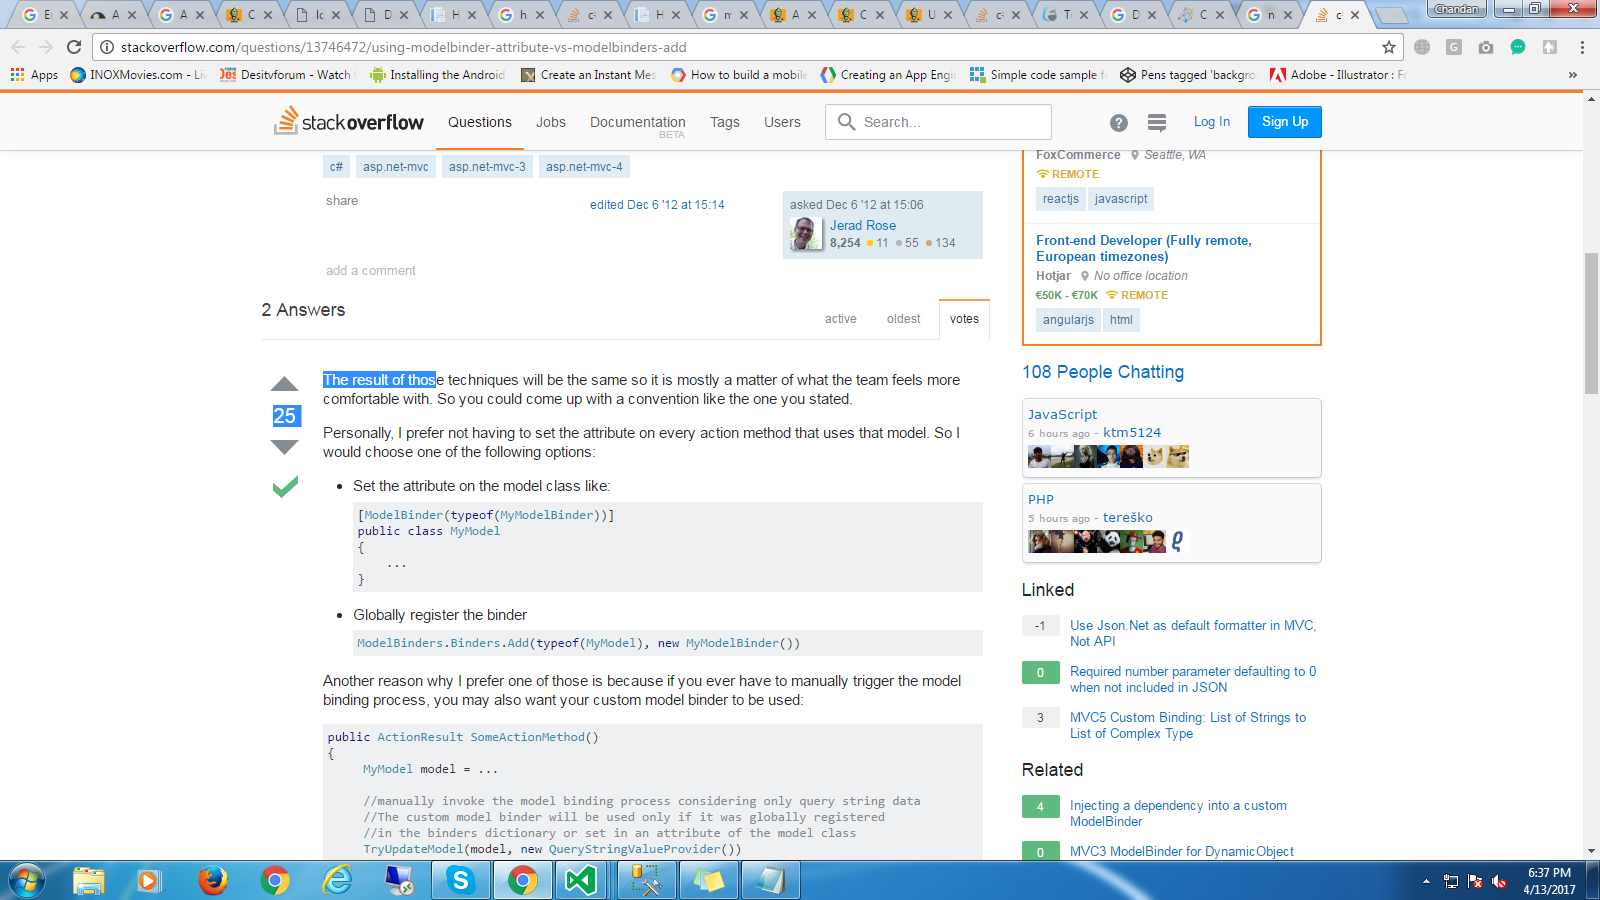 Chandan
stackoverflow.com/questions/13746472/using-modelbinder-attribute-vs-modelbinders-add
Apps INOXMovies.com - Liv Desitvforum - Watch Installing the Android Create an Instant Mes How to build a mobile Creating an App Engi Simple code sample f Pens tagged 'backgro Adobe - Illustrator : Fo »
stackoverflow Questions Jobs Documentation Tags Users Search... Log In Sign Up
BETA
c# asp.net-mvc asp.net-mvc-3 asp.net-mvc-4
share edited Dec 6 '12 at 15:14 asked Dec 6 '12 at 15:06
Jerad Rose
8,254 11 55 134
add a comment
2 Answers
active oldest votes
25
The result of those techniques will be the same so it is mostly a matter of what the team feels more
comfortable with. So you could come up with a convention like the one you stated.
Personally, I prefer not having to set the attribute on every action method that uses that model. So I
would choose one of the following options:
• Set the attribute on the model class like:
[ModelBinder(typeof(MyModelBinder))]
public class MyModel
{
...
}
• Globally register the binder
ModelBinders.Binders.Add(typeof(MyModel), new MyModelBinder())
Another reason why I prefer one of those is because if you ever have to manually trigger the model
binding process, you may also want your custom model binder to be used:
public ActionResult SomeActionMethod()
{
MyModel model = ...
//manually invoke the model binding process considering only query string data
//The custom model binder will be used only if it was globally registered
//in the binders dictionary or set in an attribute of the model class
TryUpdateModel(model, new QueryStringValueProvider())
FoxCommerce Seattle, WA
REMOTE
reactjs javascript
Front-end Developer (Fully remote,
European timezones)
Hotjar No office location
€50K - €70K REMOTE
angularjs html
108 People Chatting
JavaScript
6 hours ago - ktm5124
PHP
5 hours ago - tereško
Linked
-1 Use Json.Net as default formatter in MVC,
Not API
0 Required number parameter defaulting to 0
when not included in JSON
3 MVC5 Custom Binding: List of Strings to
List of Complex Type
Related
4 Injecting a dependency into a custom
ModelBinder
0 MVC3 ModelBinder for DynamicObject
6:37 PM
4/13/2017